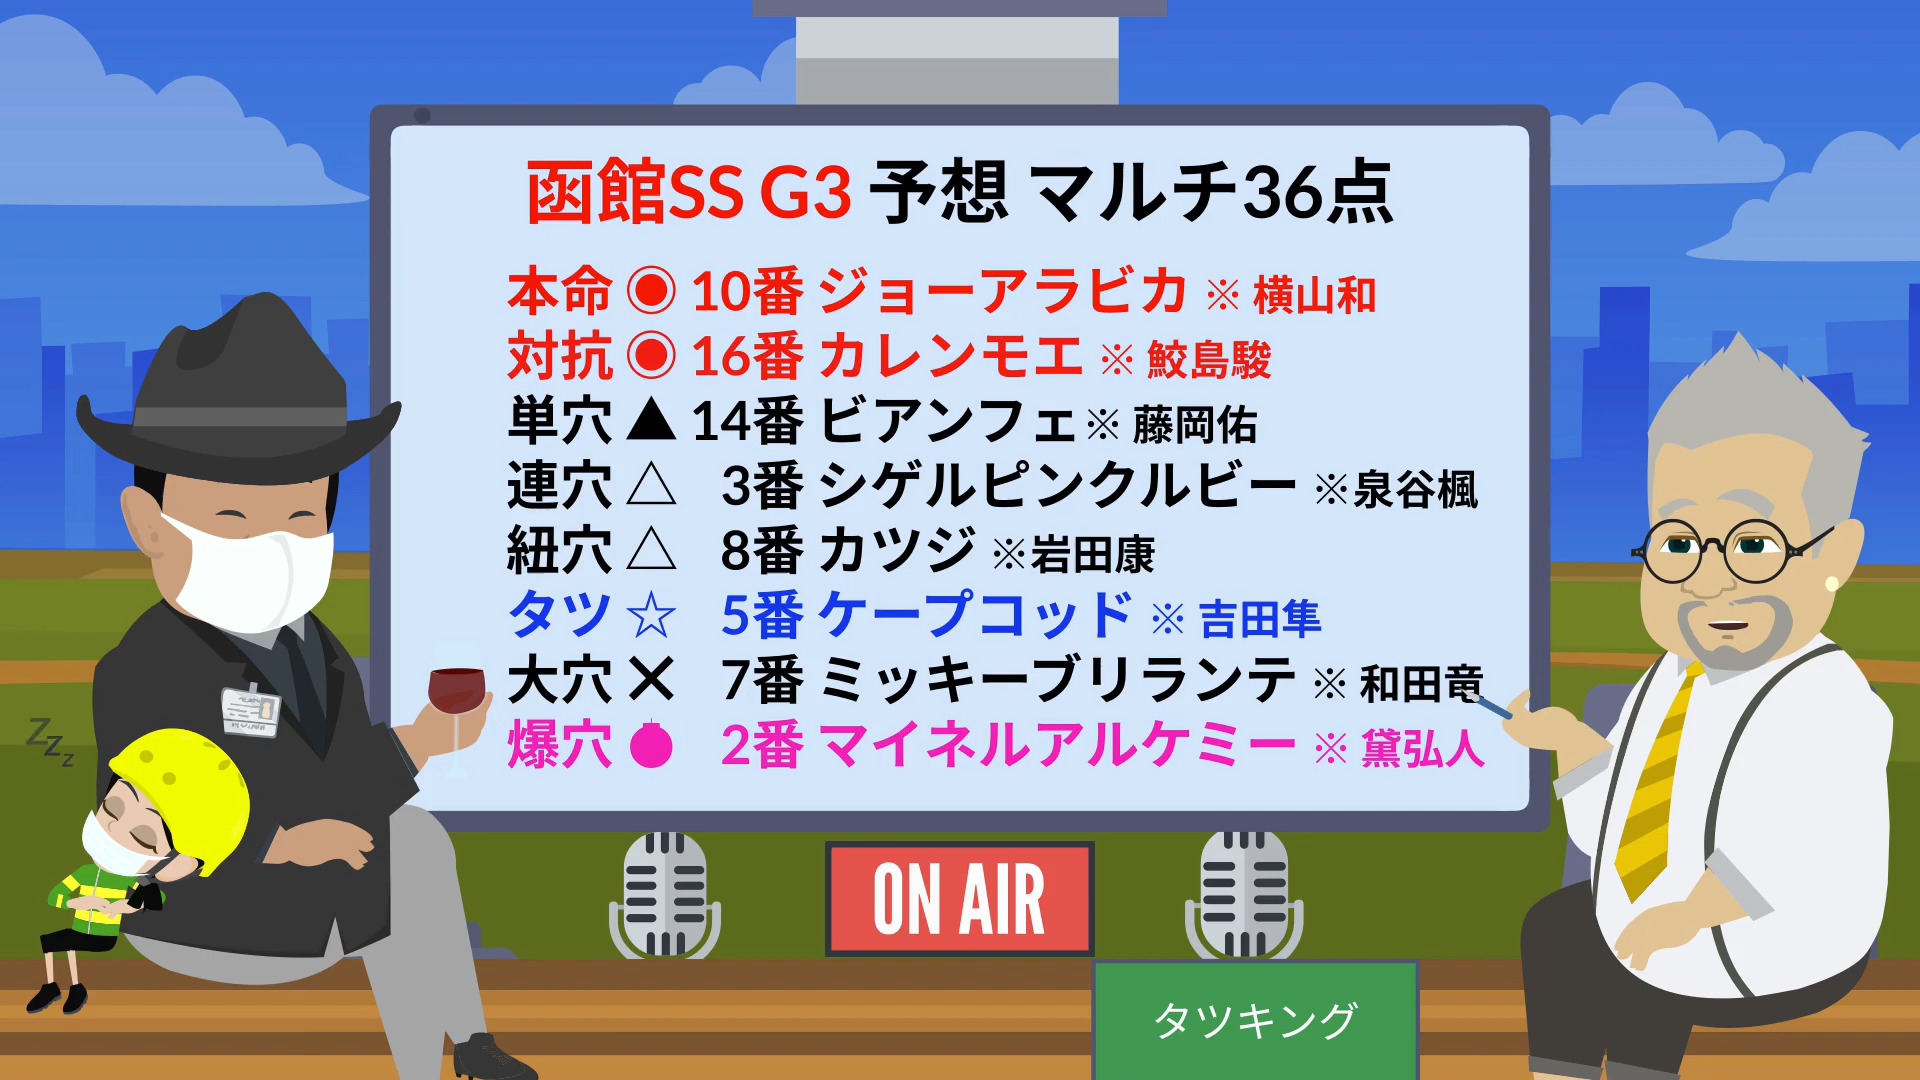 函館SS G3 予想 マルチ36点
本命 ◉ 10番 ジョーアラビカ ※ 横山和
対抗 ◉ 16番 カレンモエ ※ 鮫島駿
単穴 ▲ 14番 ビアンフェ ※ 藤岡佑
連穴 △ 3番 シゲルピンクルビー ※泉谷楓
紐穴 △ 8番 カツジ ※岩田康
タツ ☆ 5番 ケープコッド ※ 吉田隼
大穴 ✕ 7番 ミッキーブリランテ ※ 和田竜
爆穴 2番 マイネルアルケミー ※ 黛弘人
Zzz
ON AIR
タツキング